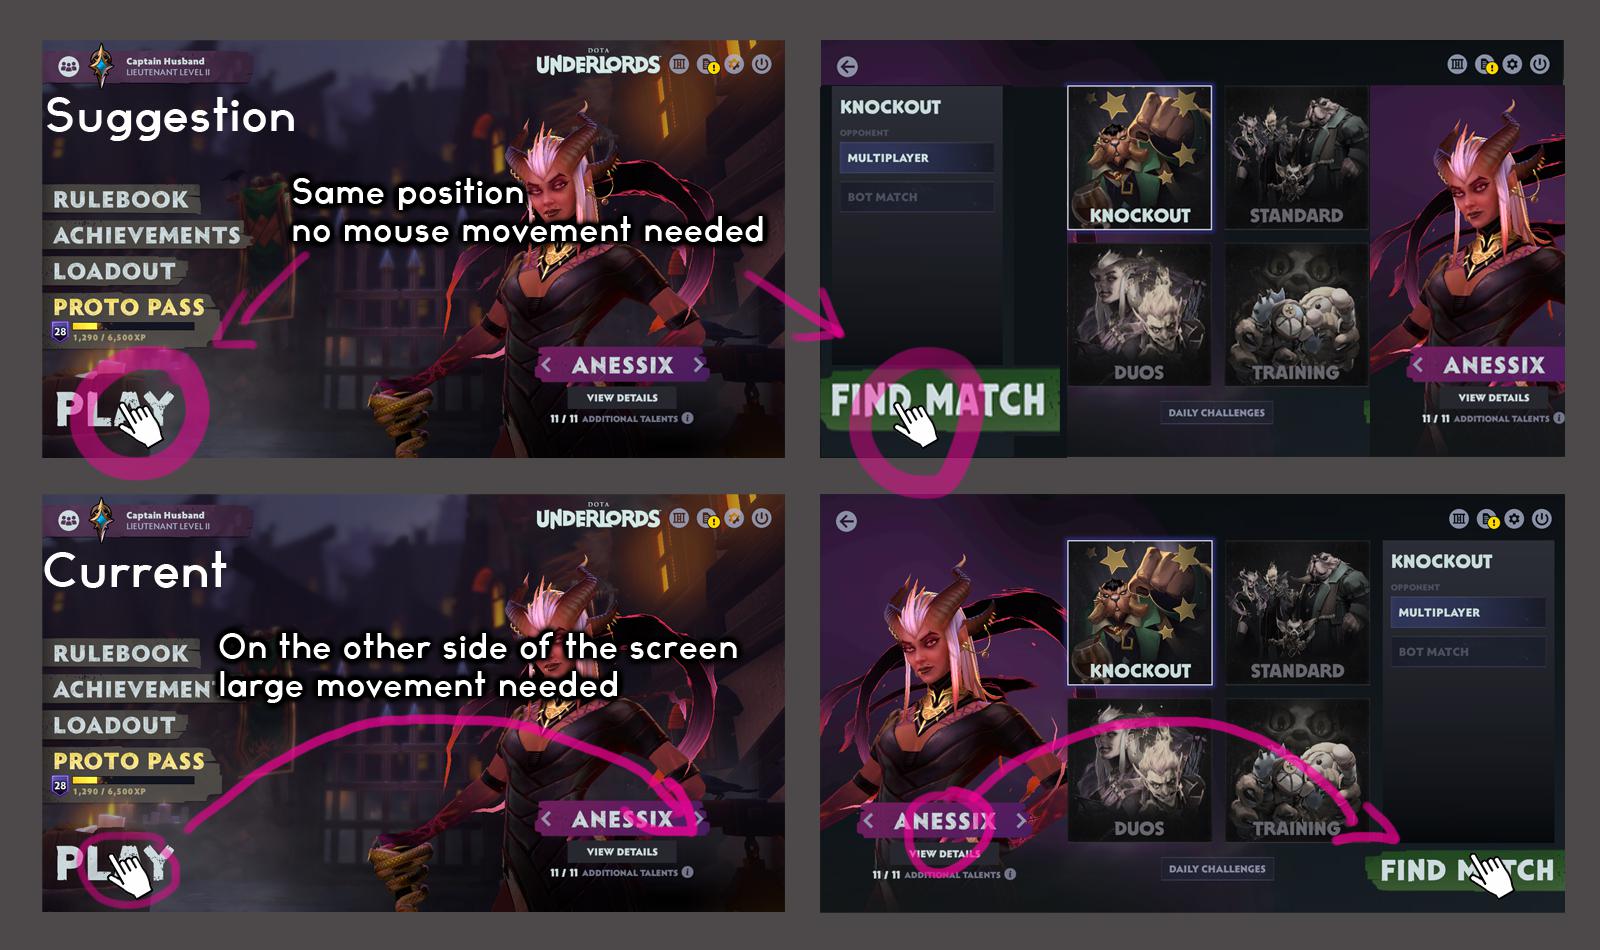 Captain Husband
LIEUTENANT LEVEL II
DOTA
UNDERLORDS
Suggestion
RULEBOOK
ACHIEVEMENTS
LOADOUT
PROTO PASS
28
1,290 / 6,500XP
PLAY
Same position
no mouse movement needed
ANESSIX
VIEW DETAILS
11 / 11 ADDITIONAL TALENTS
KNOCKOUT
OPPONENT
MULTIPLAYER
BOT MATCH
FIND MATCH
KNOCKOUT
STANDARD
DUOS
TRAINING
DAILY CHALLENGES
ANESSIX
VIEW DETAILS
11 / 11 ADDITIONAL TALENTS
Captain Husband
LIEUTENANT LEVEL II
DOTA
UNDERLORDS
Current
RULEBOOK
ACHIEVEMEN
LOADOUT
PROTO PASS
28
1,290 / 6,500XP
PLAY
On the other side of the screen
large movement needed
ANESSIX
VIEW DETAILS
11 / 11 ADDITIONAL TALENTS
ANESSIX
VIEW DETAILS
11 / 11 ADDITIONAL TALENTS
KNOCKOUT
STANDARD
DUOS
TRAINING
DAILY CHALLENGES
KNOCKOUT
OPPONENT
MULTIPLAYER
BOT MATCH
FIND MATCH